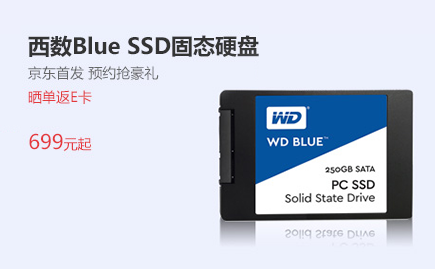 西数Blue SSD固态硬盘
京东首发 预约抢豪礼
晒单返E卡
699元起
WD
WD BLUE™
250GB SATA
PC SSD
Solid State Drive